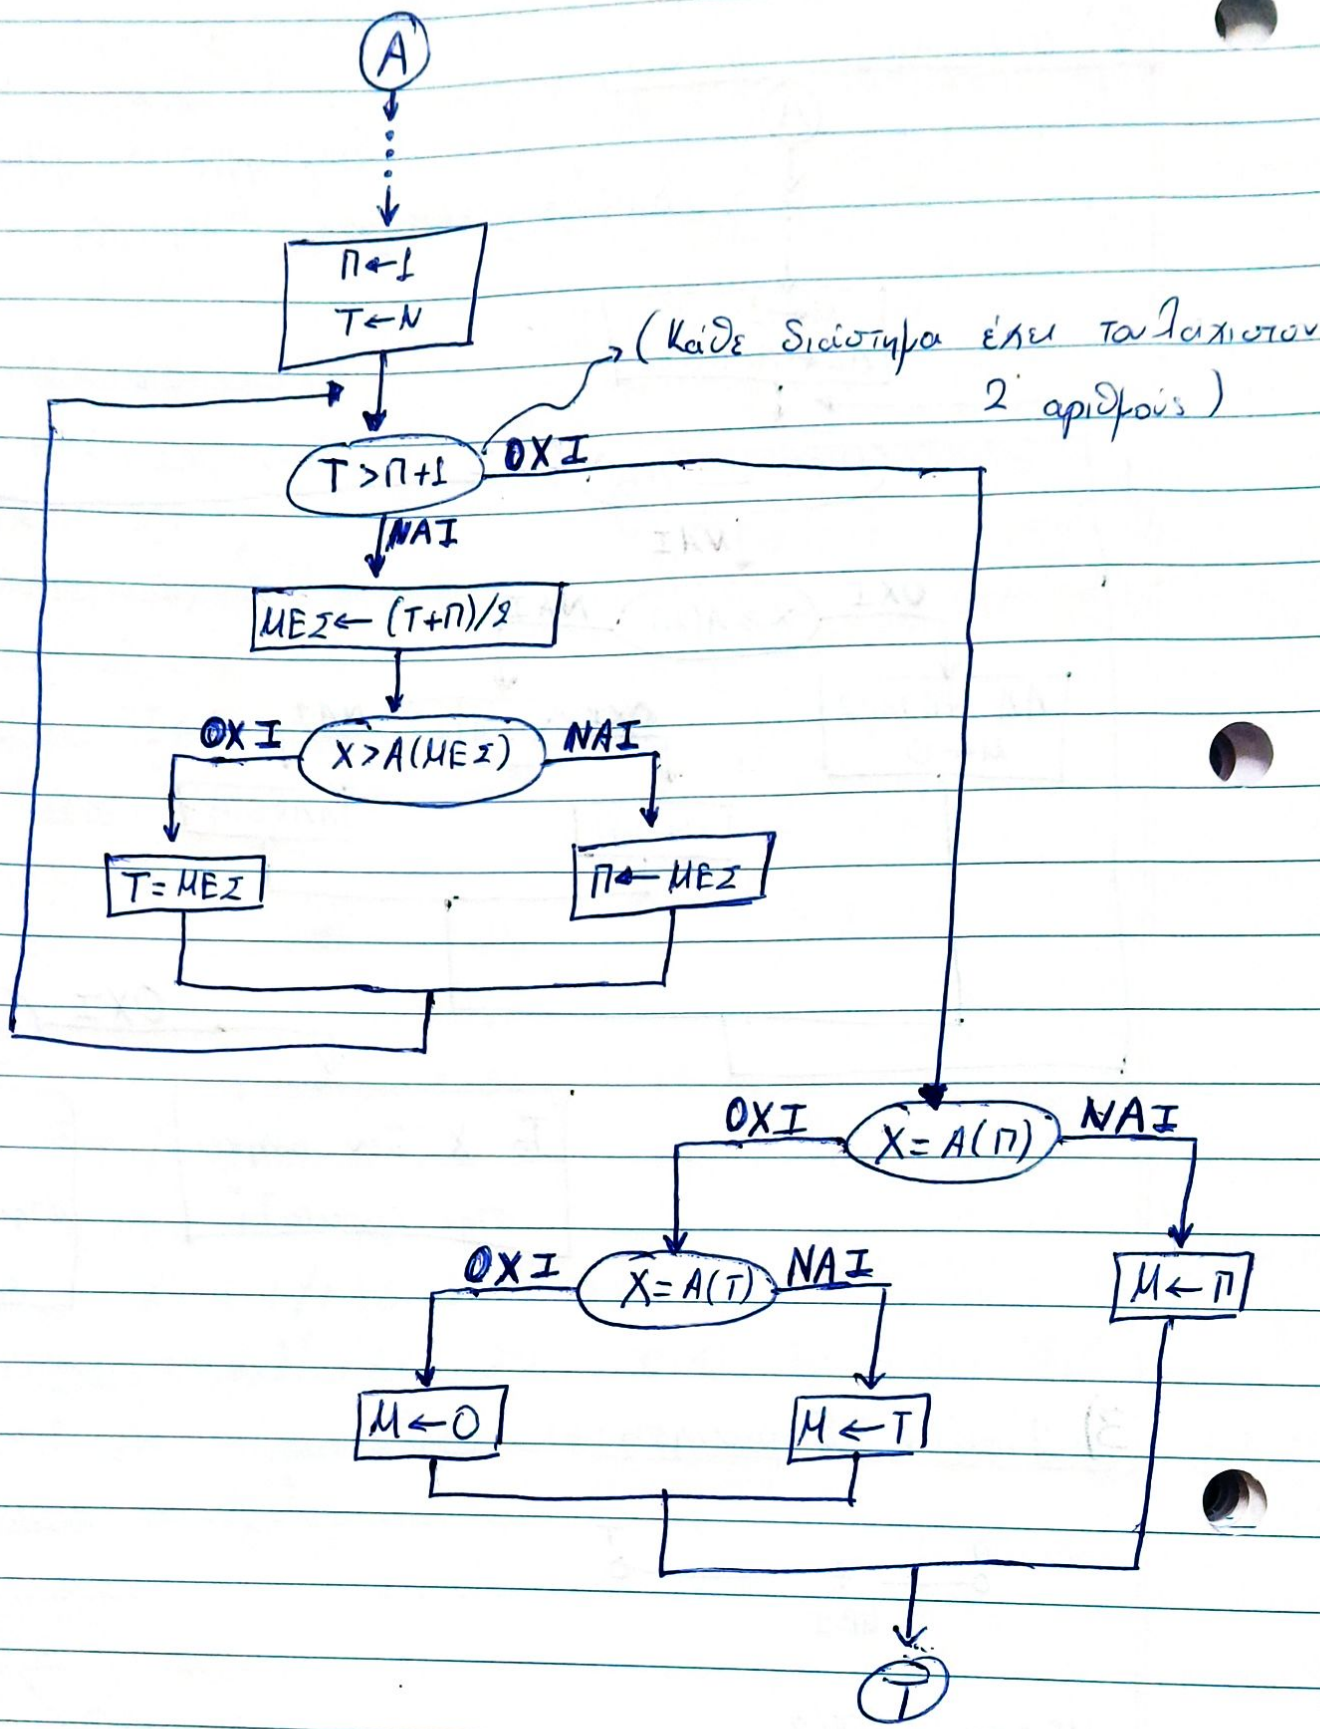 Α
Π←1
Τ←Ν
(Κάθε διάστημα έχει τουλάχιστον
2 αριθμούς)
Τ>Π+1
ΟΧΙ
ΝΑΙ
ΜΕΣ←(Τ+Π)/2
ΟΧΙ
Χ>Α(ΜΕΣ)
ΝΑΙ
Τ=ΜΕΣ
Π←ΜΕΣ
ΟΧΙ
Χ=Α(Π)
ΝΑΙ
ΟΧΙ
Χ=Α(Τ)
ΝΑΙ
Μ←Π
Μ←0
Μ←Τ
Τ